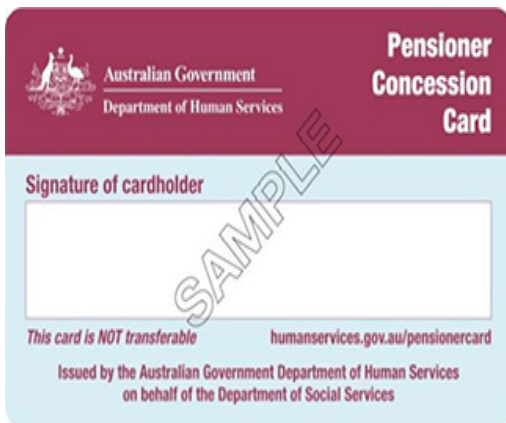 Australian Government
Department of Human Services
Pensioner
Concession
Card
Signature of cardholder
SAMPLE
This card is NOT transferable
humanservices.gov.au/pensionercard
Issued by the Australian Government Department of Human Services
on behalf of the Department of Social Services